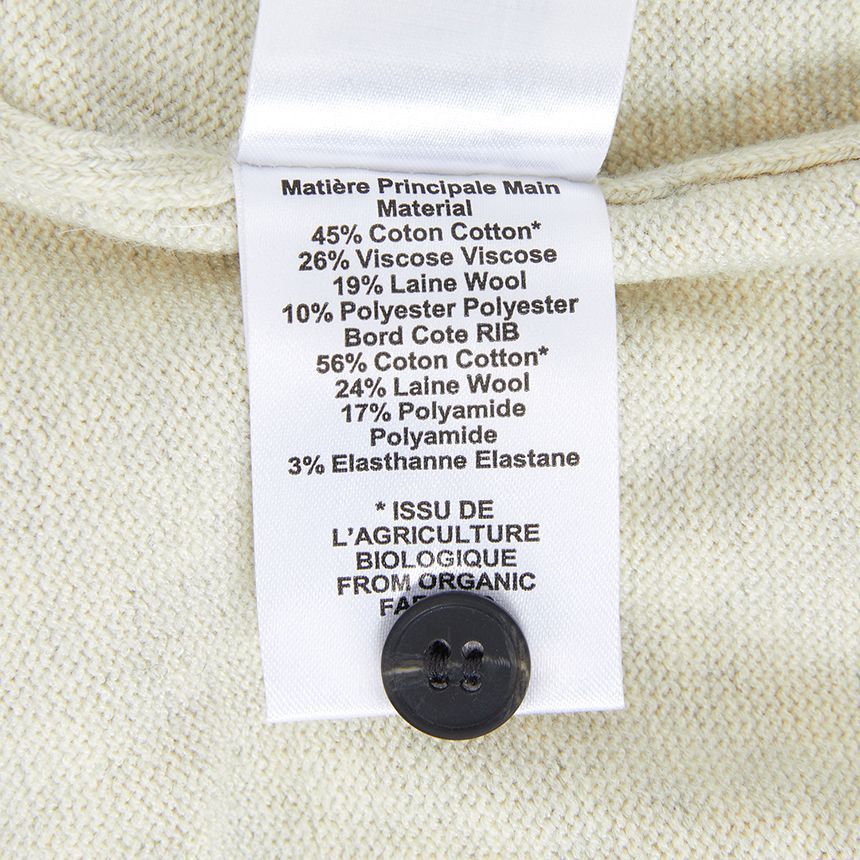 Matière Principale Main
Material
45% Coton Cotton*
26% Viscose Viscose
19% Laine Wool
10% Polyester Polyester
Bord Cote RIB
56% Coton Cotton*
24% Laine Wool
17% Polyamide
Polyamide
3% Elasthanne Elastane
* ISSU DE
L'AGRICULTURE
BIOLOGIQUE
FROM ORGANIC